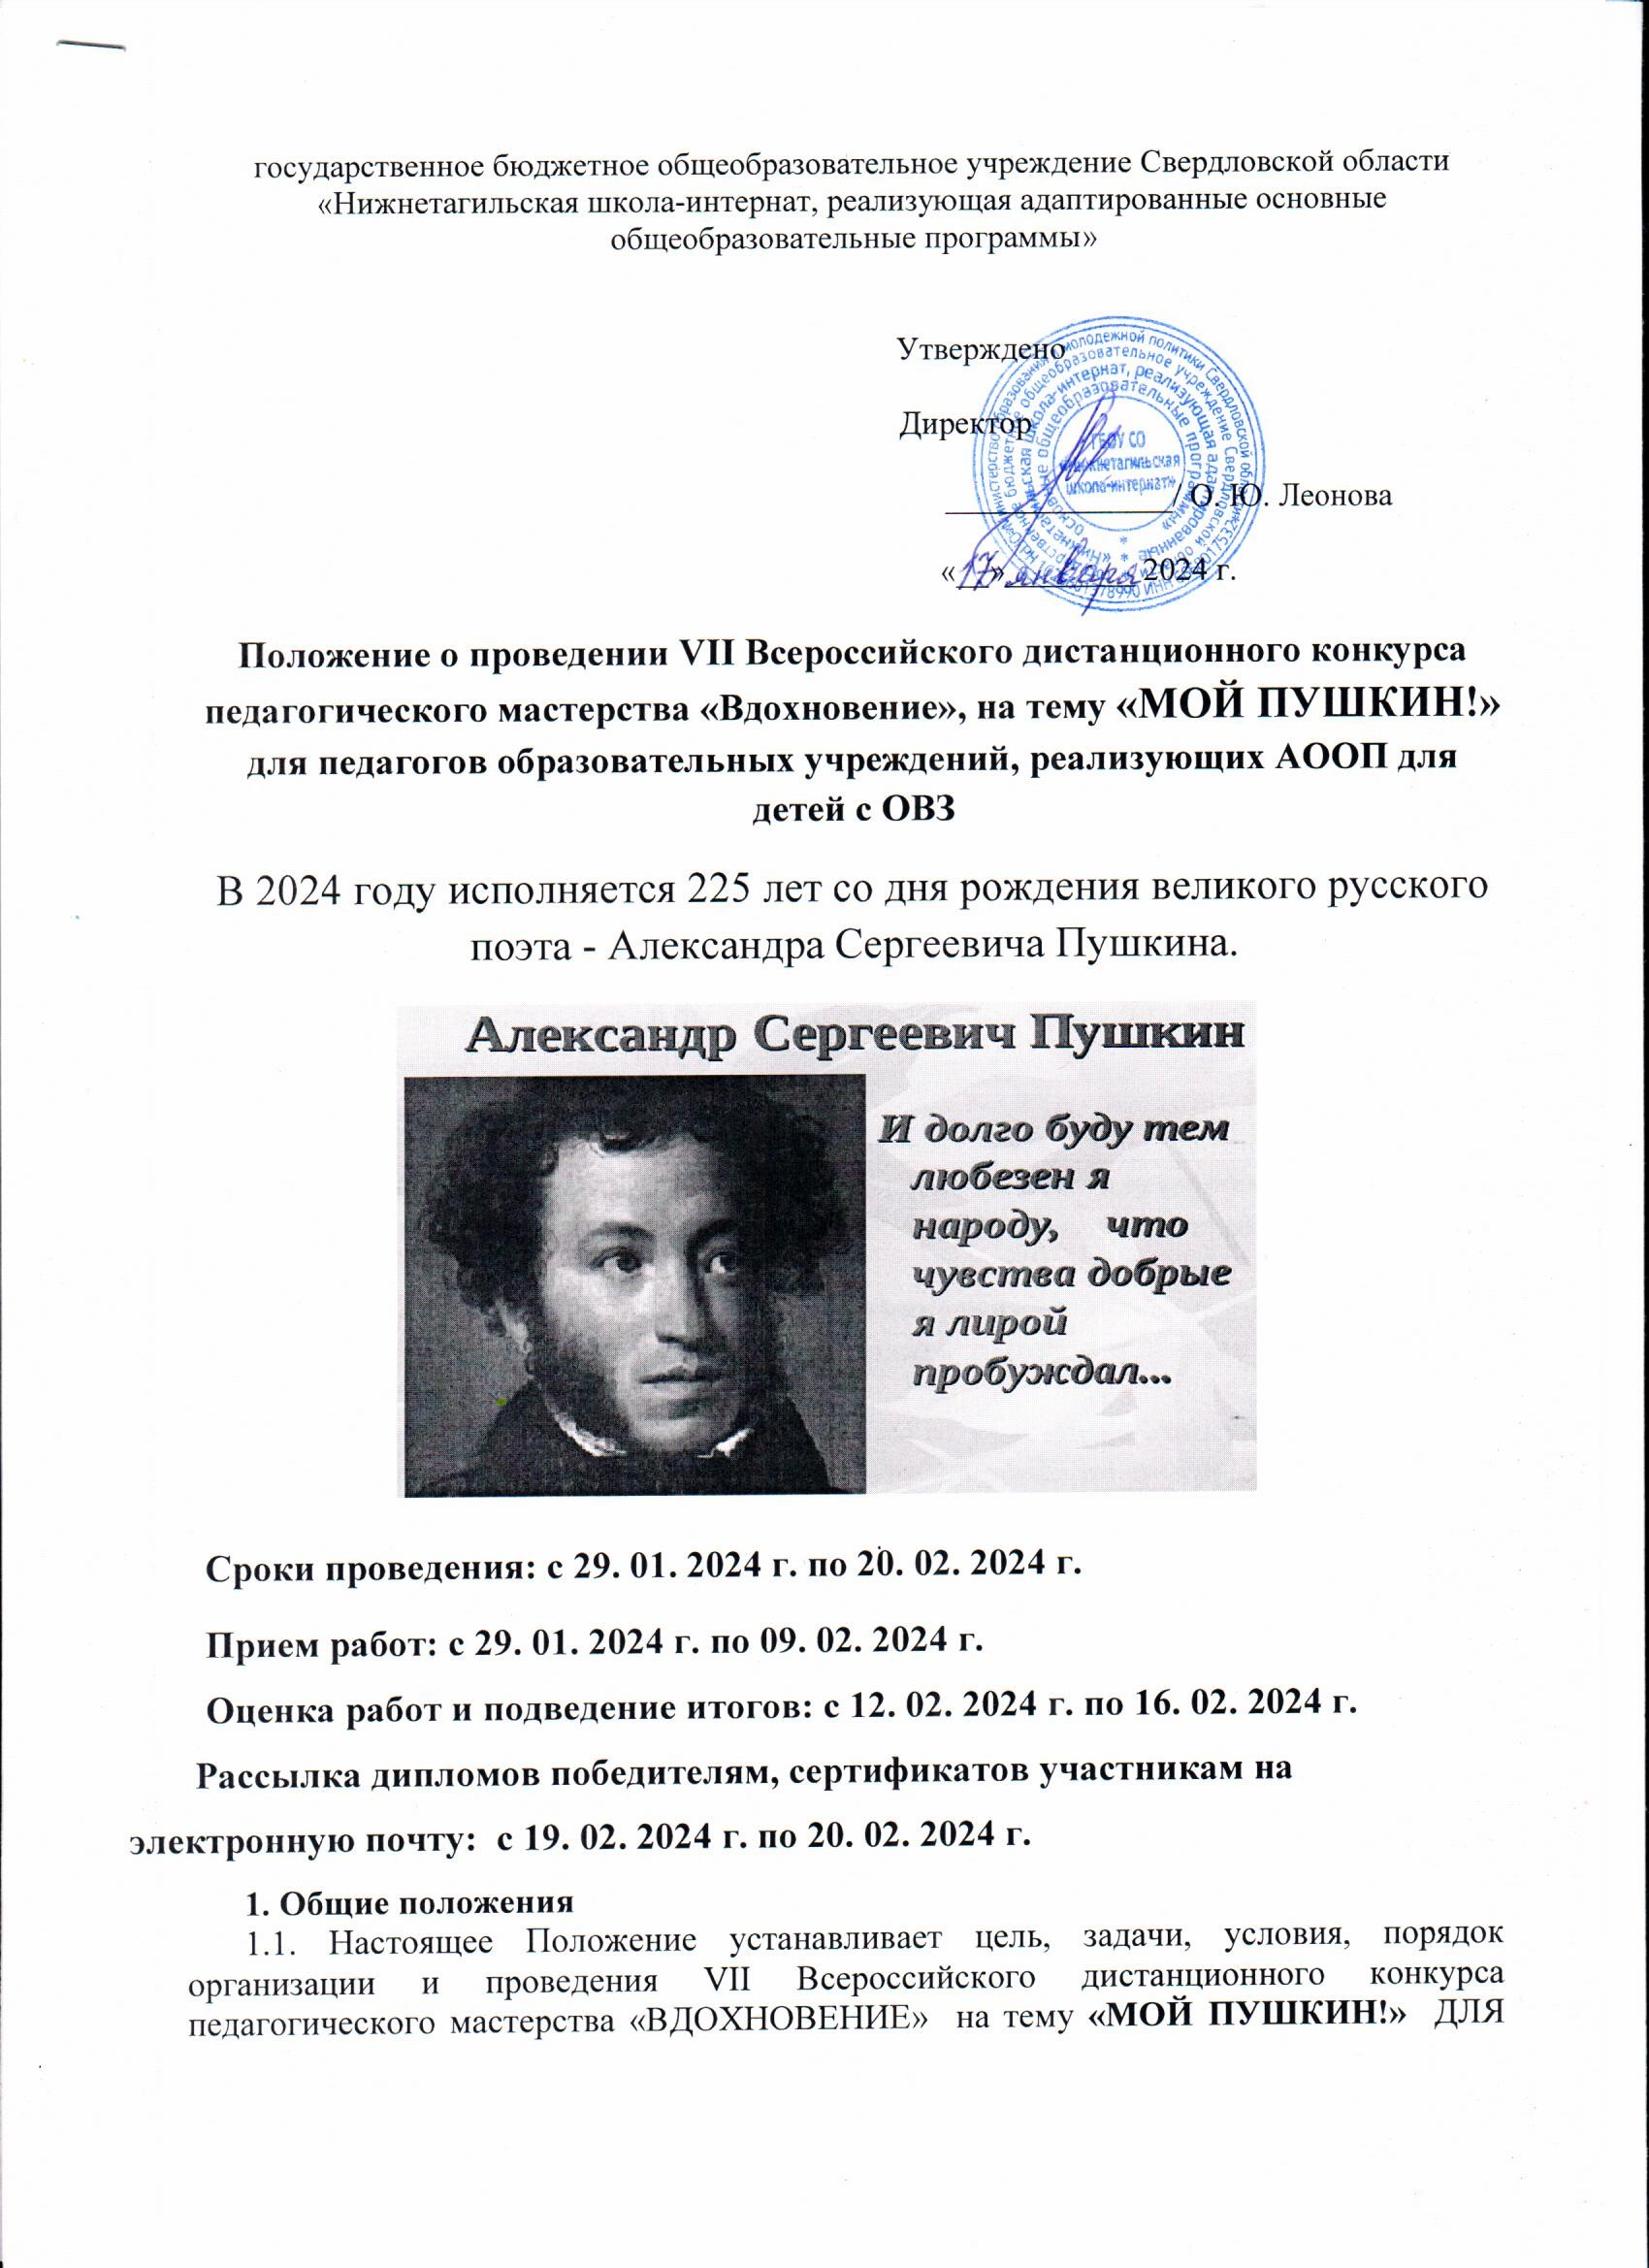 государственное бюджетное общеобразовательное учреждение Свердловской области
«Нижнетагильская школа-интернат, реализующая адаптированные основные
общеобразовательные программы»
Утверждено
Директор
ГБОУ СО
«Нижнетагильская
школа-интернат»
/ О. Ю. Леонова
«17» января 2024 г.
Положение о проведении VII Всероссийского дистанционного конкурса
педагогического мастерства «Вдохновение», на тему «МОЙ ПУШКИН!»
для педагогов образовательных учреждений, реализующих АООП для
детей с ОВЗ
В 2024 году исполняется 225 лет со дня рождения великого русского
поэта - Александра Сергеевича Пушкина.
Александр Сергеевич Пушкин
И долго буду тем
любезен я
народу, что
чувства добрые
я лирой
пробуждал...
Сроки проведения: с 29. 01. 2024 г. по 20. 02. 2024 г.
Прием работ: с 29. 01. 2024 г. по 09. 02. 2024 г.
Оценка работ и подведение итогов: с 12. 02. 2024 г. по 16. 02. 2024 г.
Рассылка дипломов победителям, сертификатов участникам на
электронную почту: с 19. 02. 2024 г. по 20. 02. 2024 г.
1. Общие положения
1.1. Настоящее Положение устанавливает цель, задачи, условия, порядок
организации и проведения VII Всероссийского дистанционного конкурса
педагогического мастерства «ВДОХНОВЕНИЕ» на тему «МОЙ ПУШКИН!» ДЛЯ